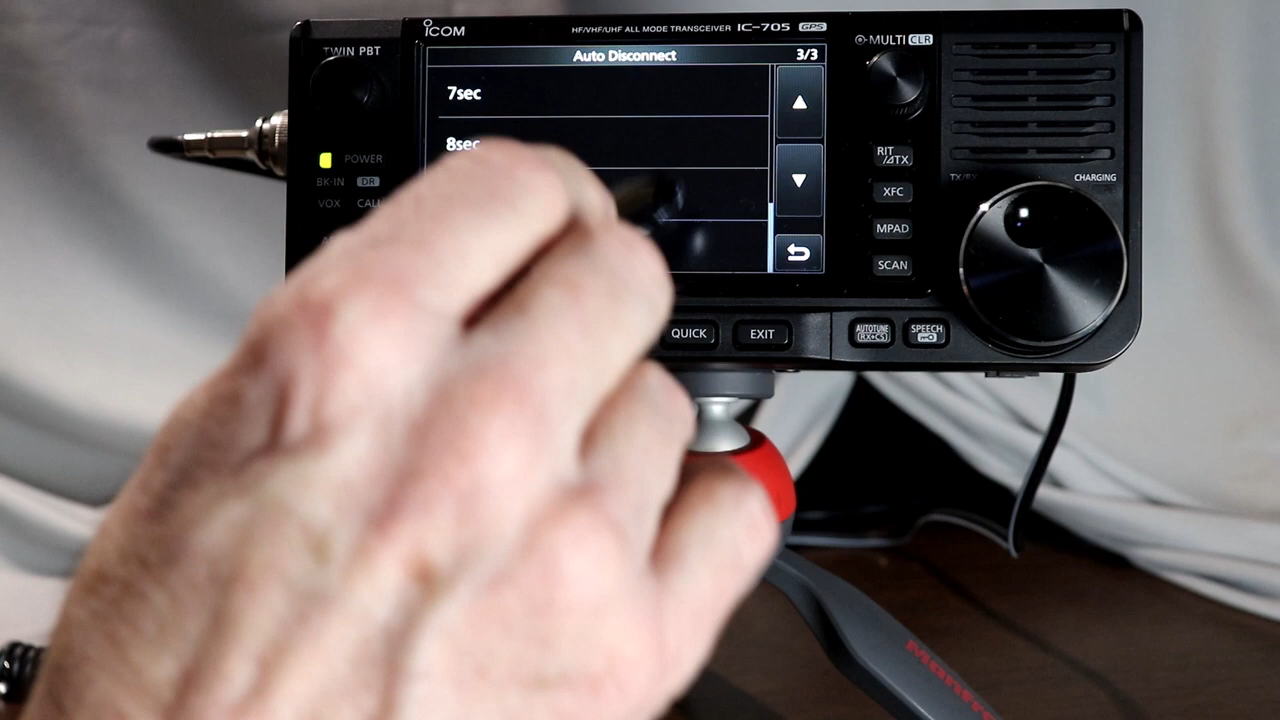 ICOM
HF/VHF/UHF ALL MODE TRANSCEIVER IC-705 GPS
TWIN PBT
Auto Disconnect 3/3
MULTI CLR
7sec
8sec
POWER
BK-IN DR
VOX
RIT
/⊿TX
TX/
CHARGING
XFC
MPAD
SCAN
QUICK
EXIT
AUTOTUNE
RX→CS
SPEECH